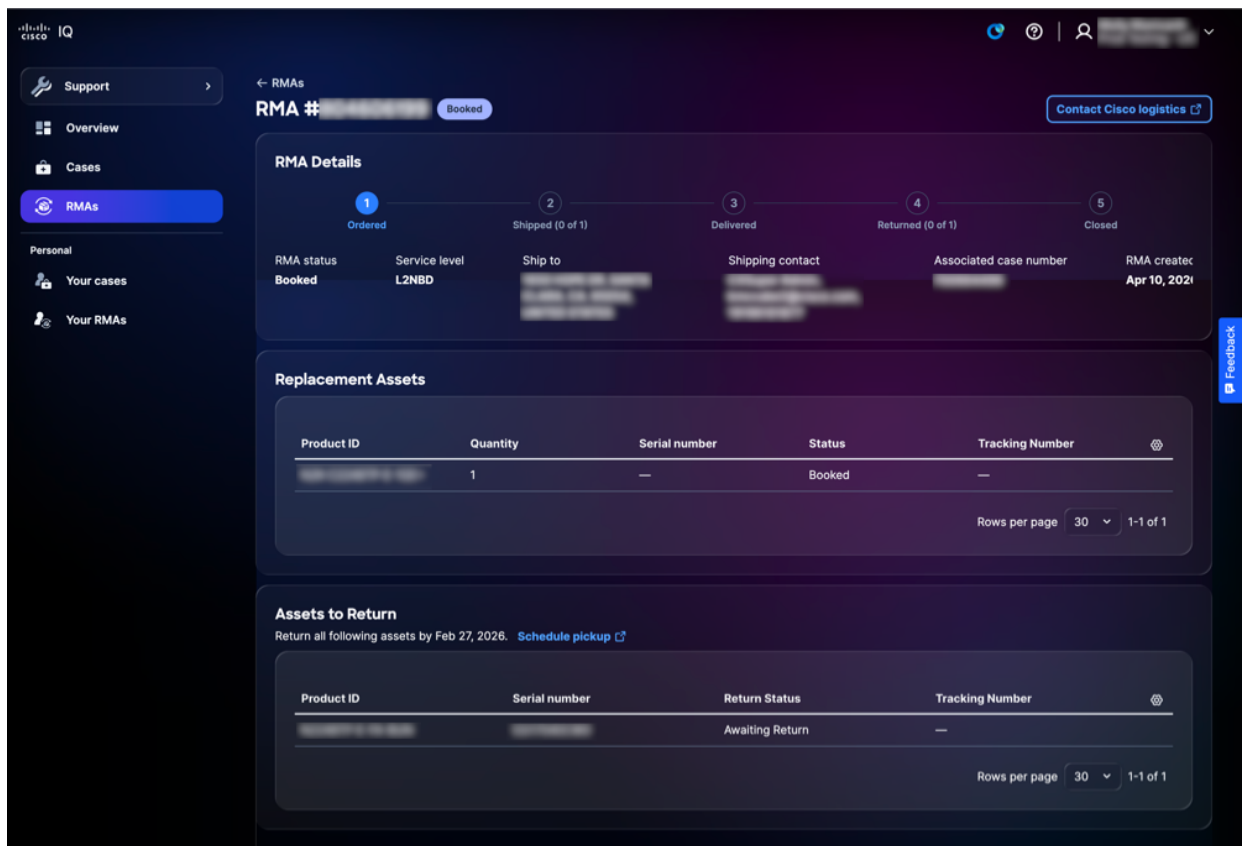 cisco IQ
Support
Overview
Cases
RMAs
Personal
Your cases
Your RMAs
← RMAs
RMA # Booked
Contact Cisco logistics
RMA Details
1 2 3 4 5
Ordered Shipped (0 of 1) Delivered Returned (0 of 1) Closed
RMA status Service level Ship to Shipping contact Associated case number RMA created
Booked L2NBD Apr 10, 202
Replacement Assets
Product ID Quantity Serial number Status Tracking Number
1 — Booked —
Rows per page 30 1-1 of 1
Assets to Return
Return all following assets by Feb 27, 2026. Schedule pickup
Product ID Serial number Return Status Tracking Number
Awaiting Return —
Rows per page 30 1-1 of 1
Feedback